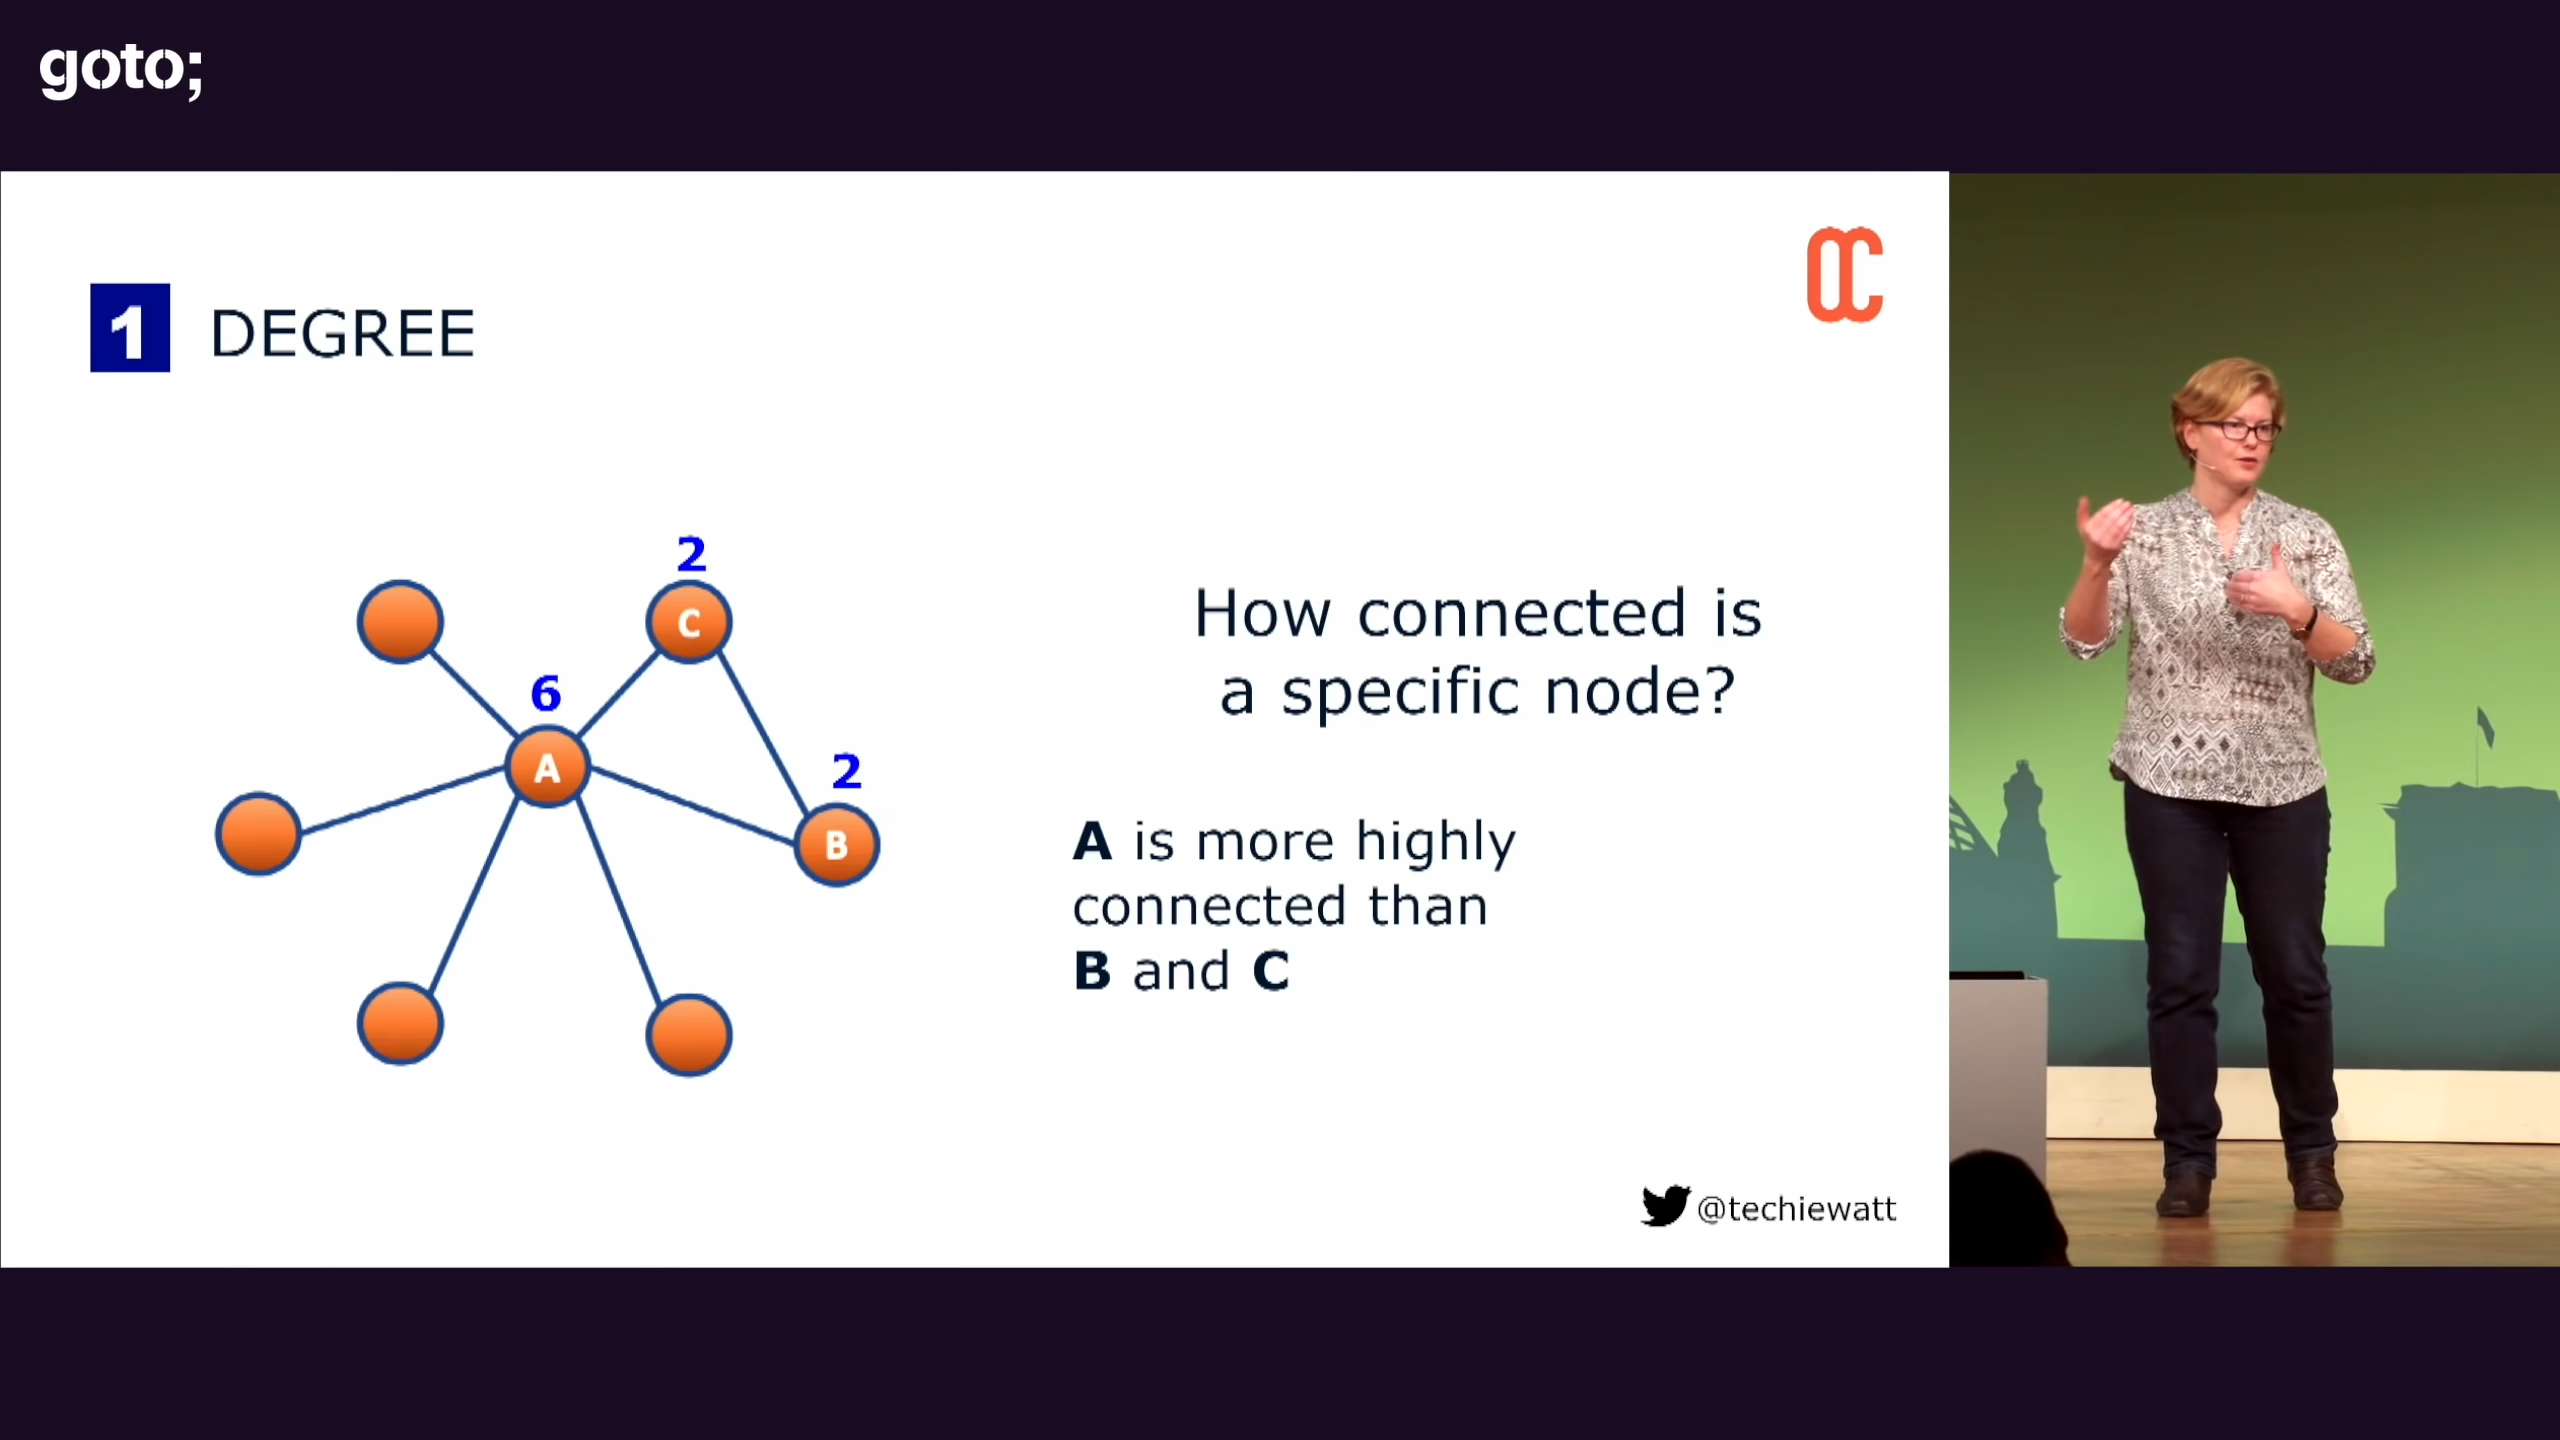 goto;
1 DEGREE
2
C
6
A
2
B
How connected is
a specific node?
A is more highly
connected than
B and C
@techiewatt